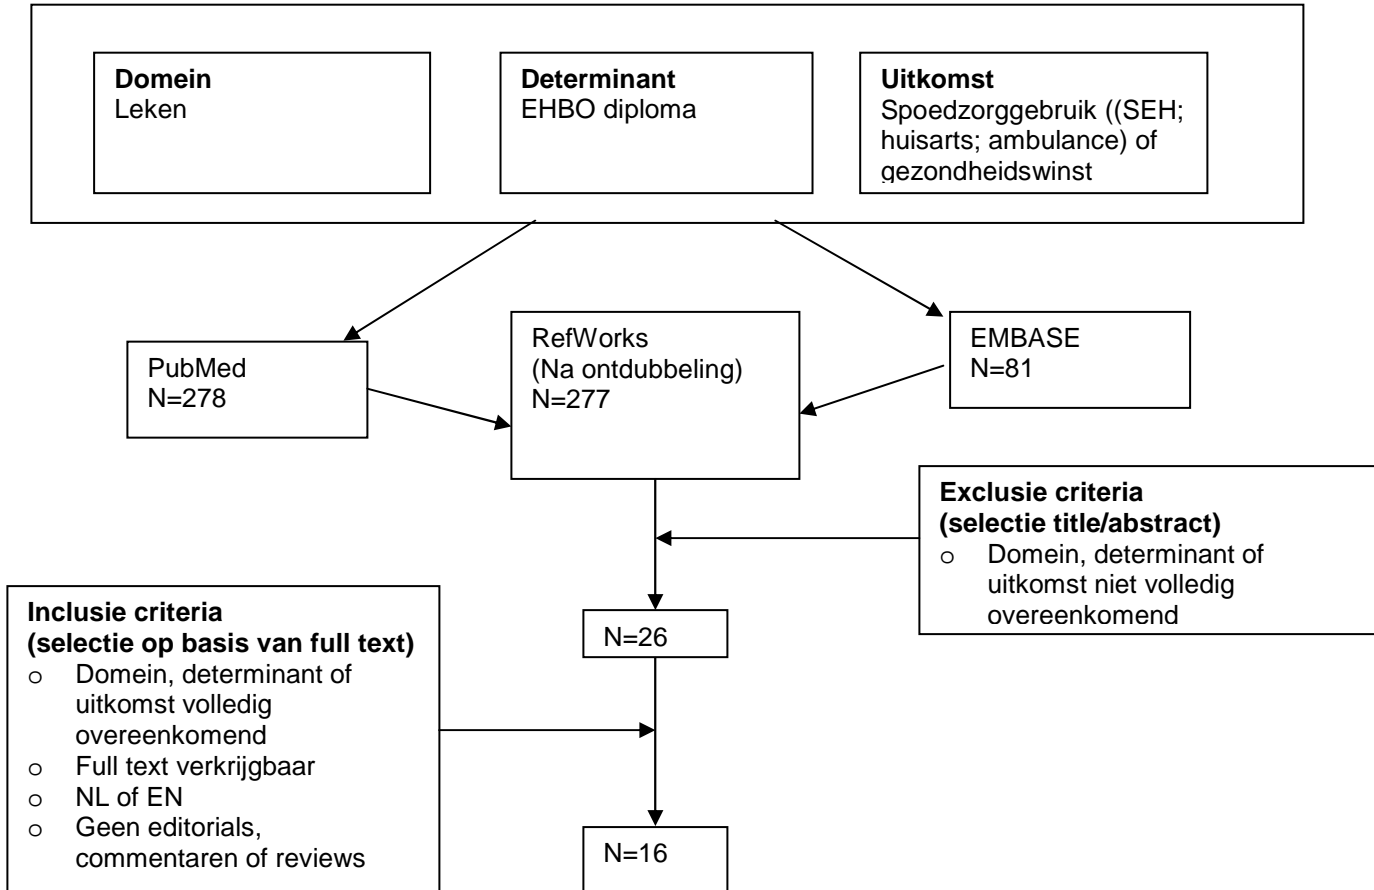 Domein
Leken
Determinant
EHBO diploma
Uitkomst
Spoedzorggebruik ((SEH;
huisarts; ambulance) of
gezondheidswinst
PubMed
N=278
RefWorks
(Na ontdubbeling)
N=277
EMBASE
N=81
Exclusie criteria
(selectie title/abstract)
o Domein, determinant of
uitkomst niet volledig
overeenkomend
Inclusie criteria
(selectie op basis van full text)
o Domein, determinant of
uitkomst volledig
overeenkomend
o Full text verkrijgbaar
o NL of EN
o Geen editorials,
commentaren of reviews
N=26
N=16